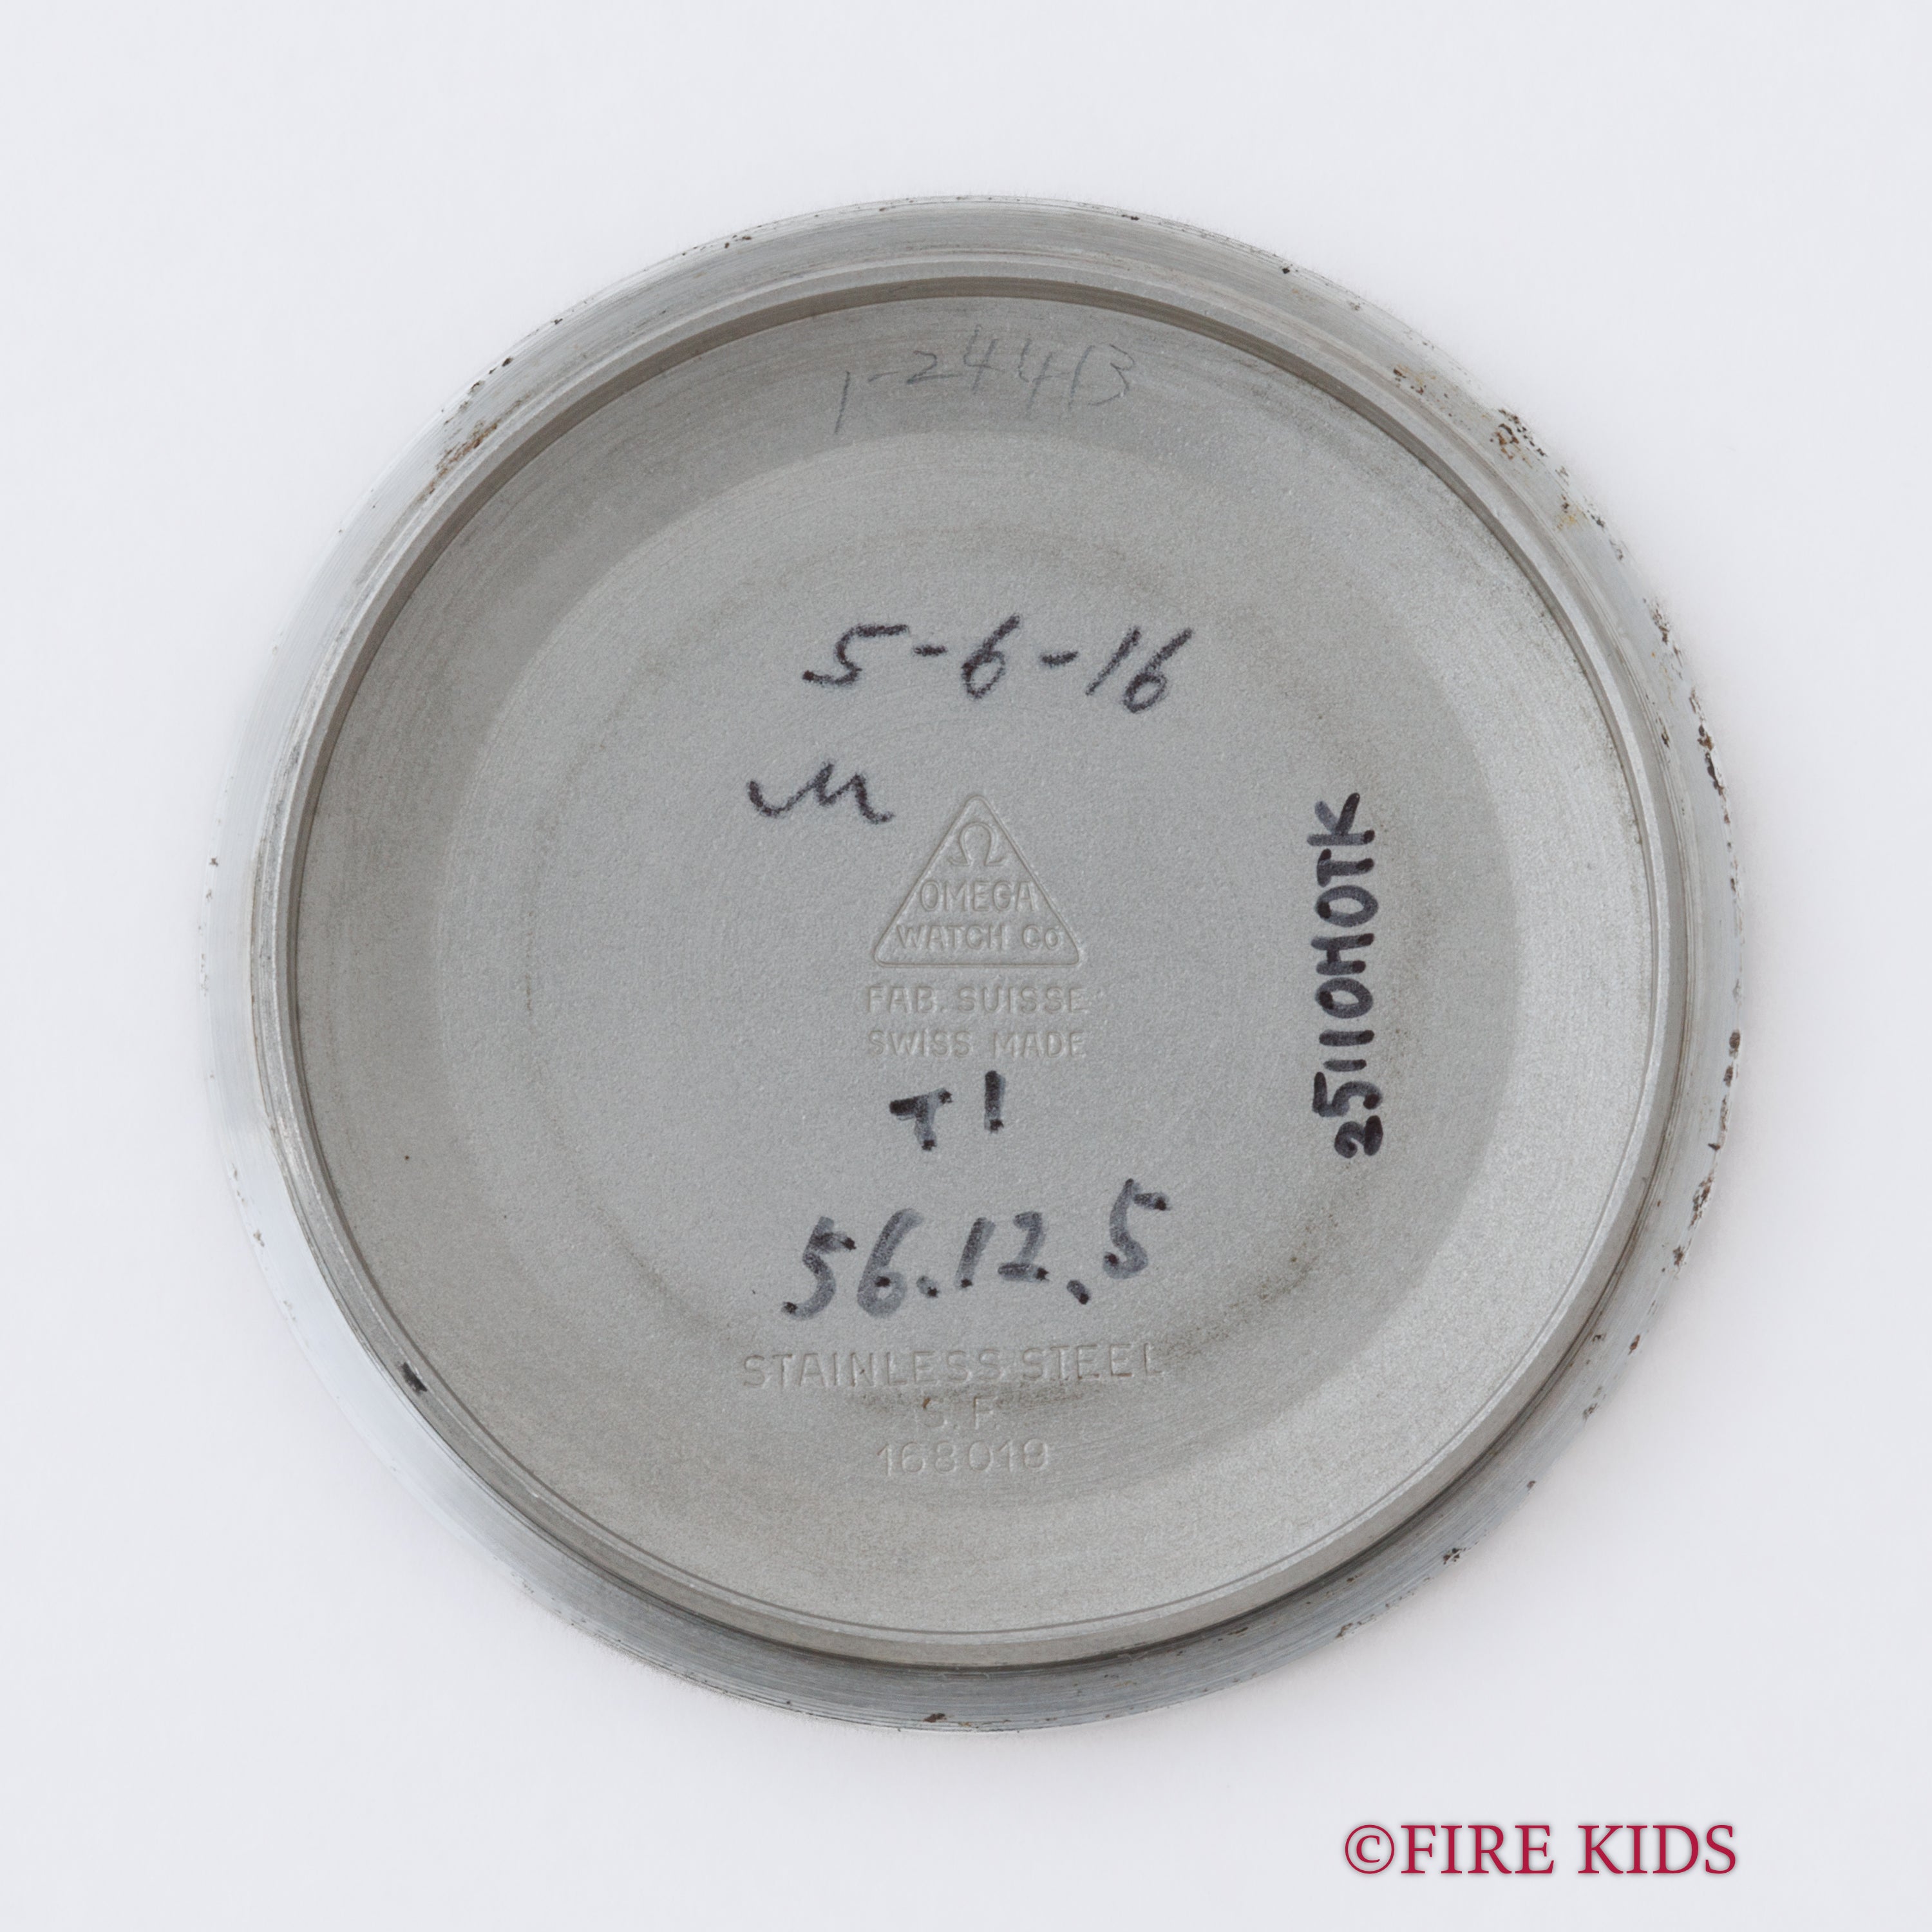 1-244B
5-6-16
M
Ω
OMEGA
WATCH Co
FAB. SUISSE
SWISS MADE
T1
56.12.5
25110HOTK
STAINLESS STEEL
S.F.
168019
©FIRE KIDS